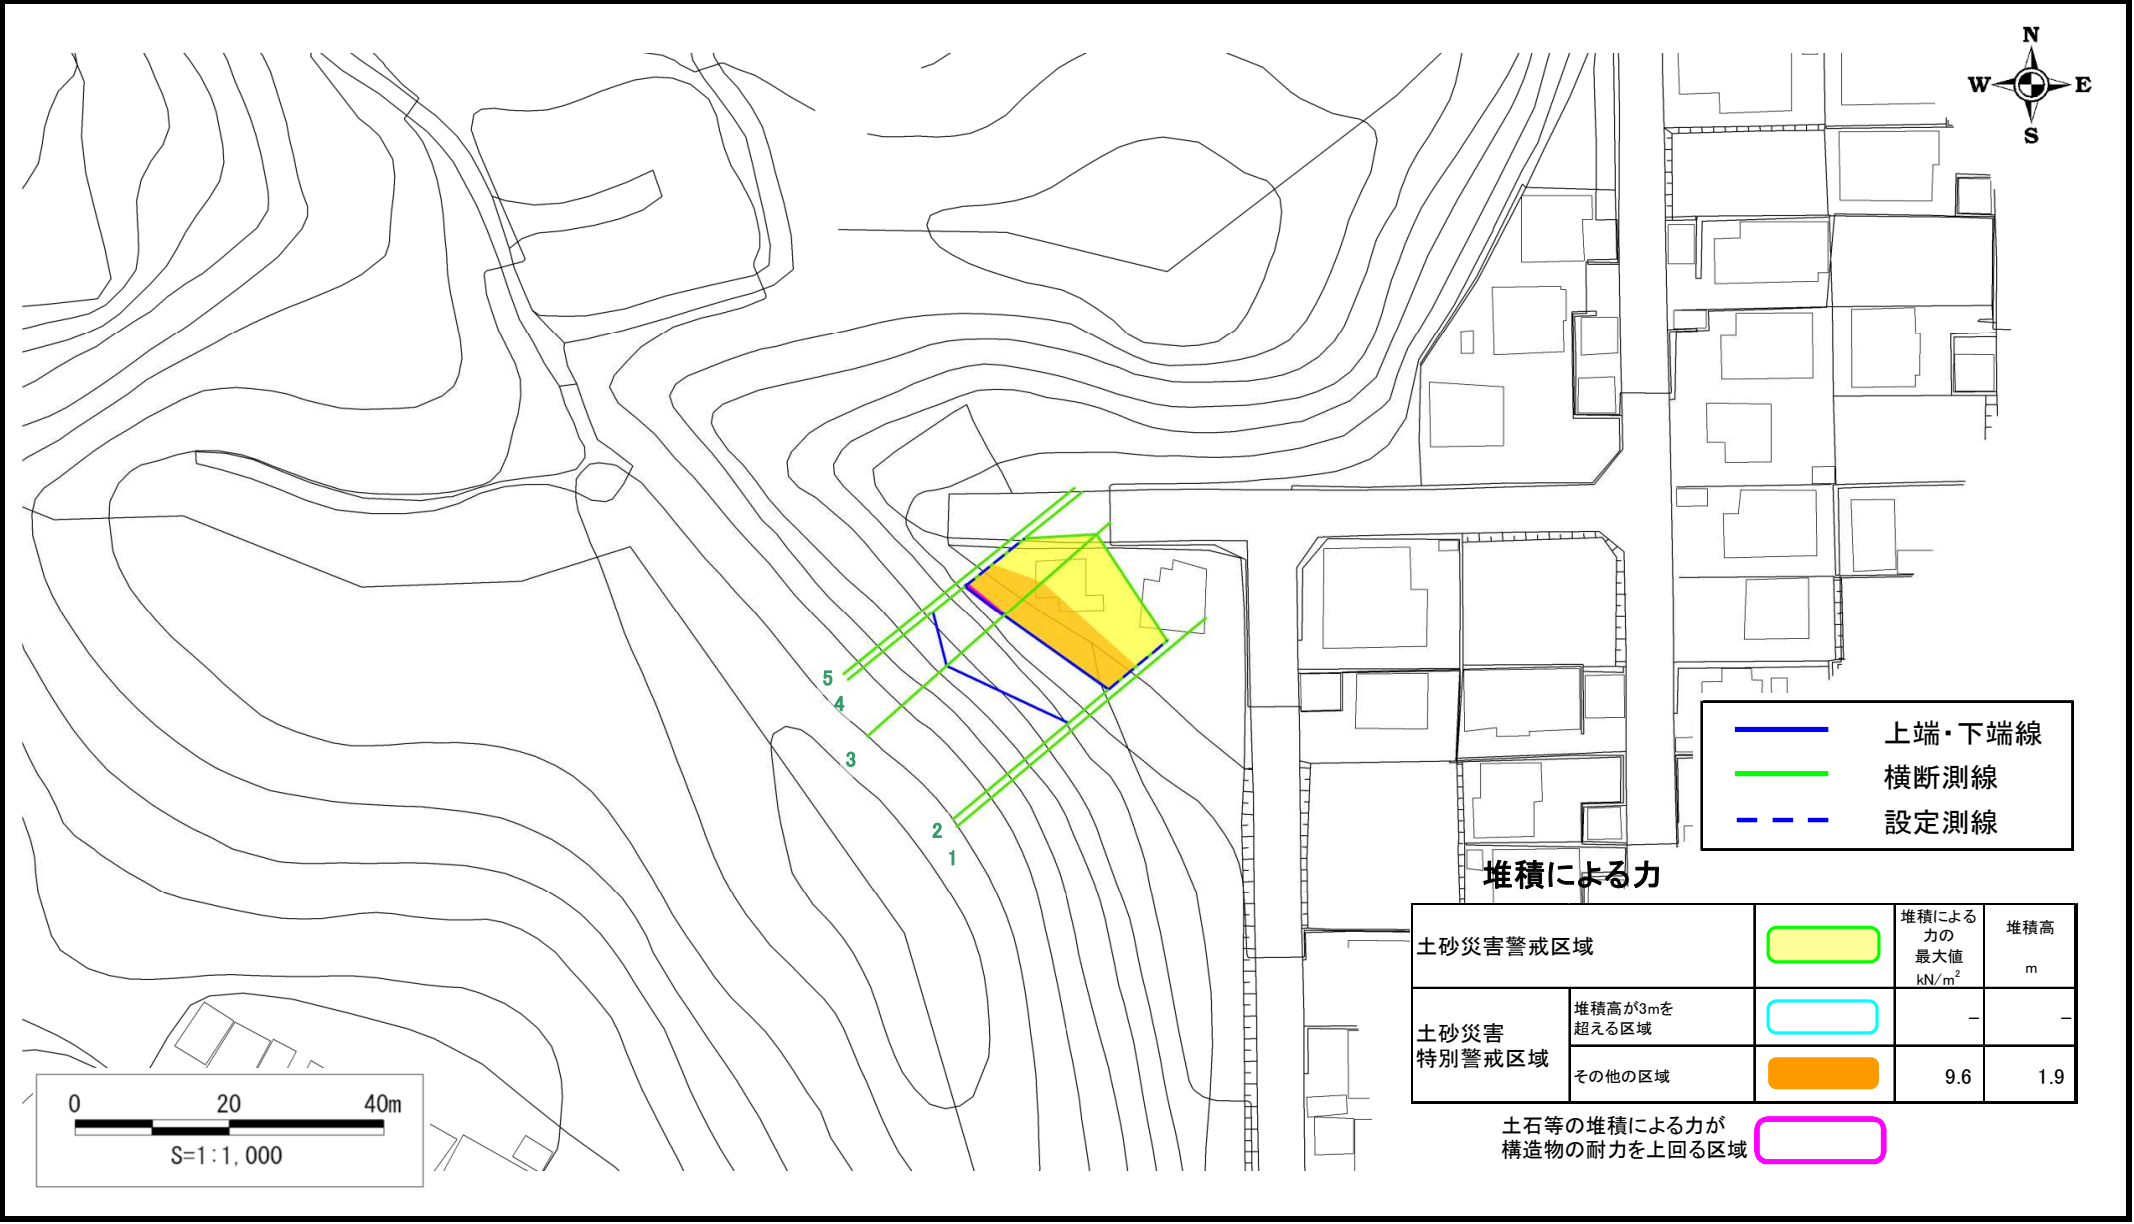 N
W E
S
5
4
3
2
1
上端・下端線
横断測線
設定測線
堆積による力
土砂災害警戒区域
堆積による
力の
最大値
kN/m²
堆積高
m
土砂災害
特別警戒区域
堆積高が3mを
超える区域
－ －
その他の区域
9.6 1.9
土石等の堆積による力が
構造物の耐力を上回る区域
0 20 40m
S=1:1,000